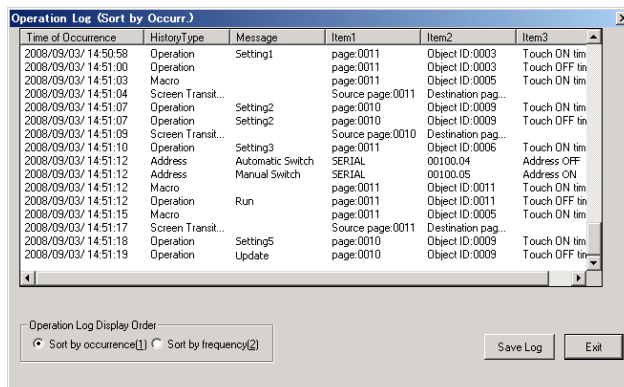 Operation Log (Sort by Occurr.)
Time of Occurrence HistoryType Message Item1 Item2 Item3
2008/09/03/ 14:50:58 Operation Setting1 page:0011 Object ID:0003 Touch ON tim
2008/09/03/ 14:51:00 Operation page:0011 Object ID:0003 Touch OFF tin
2008/09/03/ 14:51:03 Macro page:0011 Object ID:0005 Touch ON tim
2008/09/03/ 14:51:04 Screen Transit... Source page:0011 Destination pag...
2008/09/03/ 14:51:07 Operation Setting2 page:0010 Object ID:0009 Touch ON tim
2008/09/03/ 14:51:07 Operation Setting2 page:0010 Object ID:0009 Touch OFF tin
2008/09/03/ 14:51:09 Screen Transit... Source page:0010 Destination pag...
2008/09/03/ 14:51:10 Operation Setting3 page:0011 Object ID:0006 Touch ON tim
2008/09/03/ 14:51:12 Address Automatic Switch SERIAL 00100.04 Address OFF
2008/09/03/ 14:51:12 Address Manual Switch SERIAL 00100.05 Address ON
2008/09/03/ 14:51:12 Macro page:0011 Object ID:0011 Touch ON tim
2008/09/03/ 14:51:12 Operation Run page:0011 Object ID:0011 Touch OFF tin
2008/09/03/ 14:51:15 Macro page:0011 Object ID:0005 Touch ON tim
2008/09/03/ 14:51:17 Screen Transit... Source page:0011 Destination pag...
2008/09/03/ 14:51:18 Operation Setting5 page:0010 Object ID:0009 Touch ON tim
2008/09/03/ 14:51:19 Operation Update page:0010 Object ID:0009 Touch OFF tin
Operation Log Display Order
Sort by occurrence(1) Sort by frequency(2)
Save Log Exit